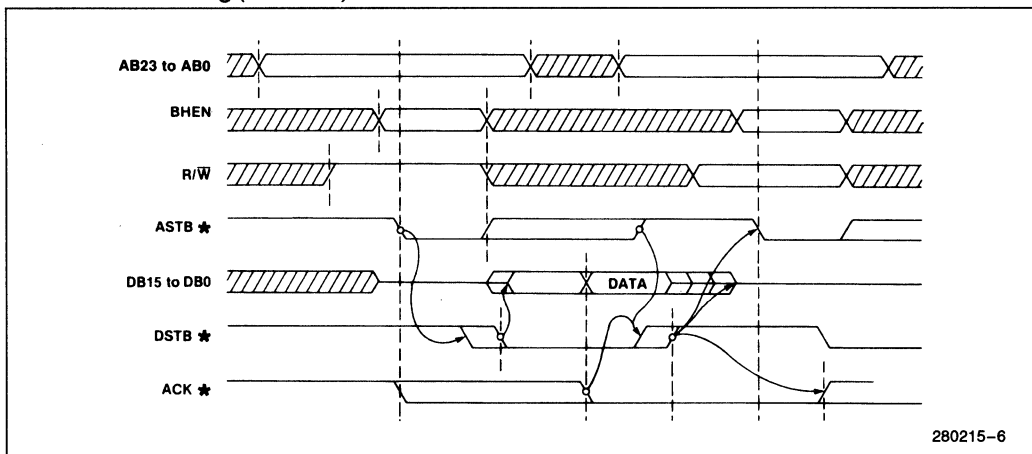 AB23 to AB0
BHEN
R/W̅
ASTB *
DB15 to DB0
DATA
DSTB *
ACK *
280215–6